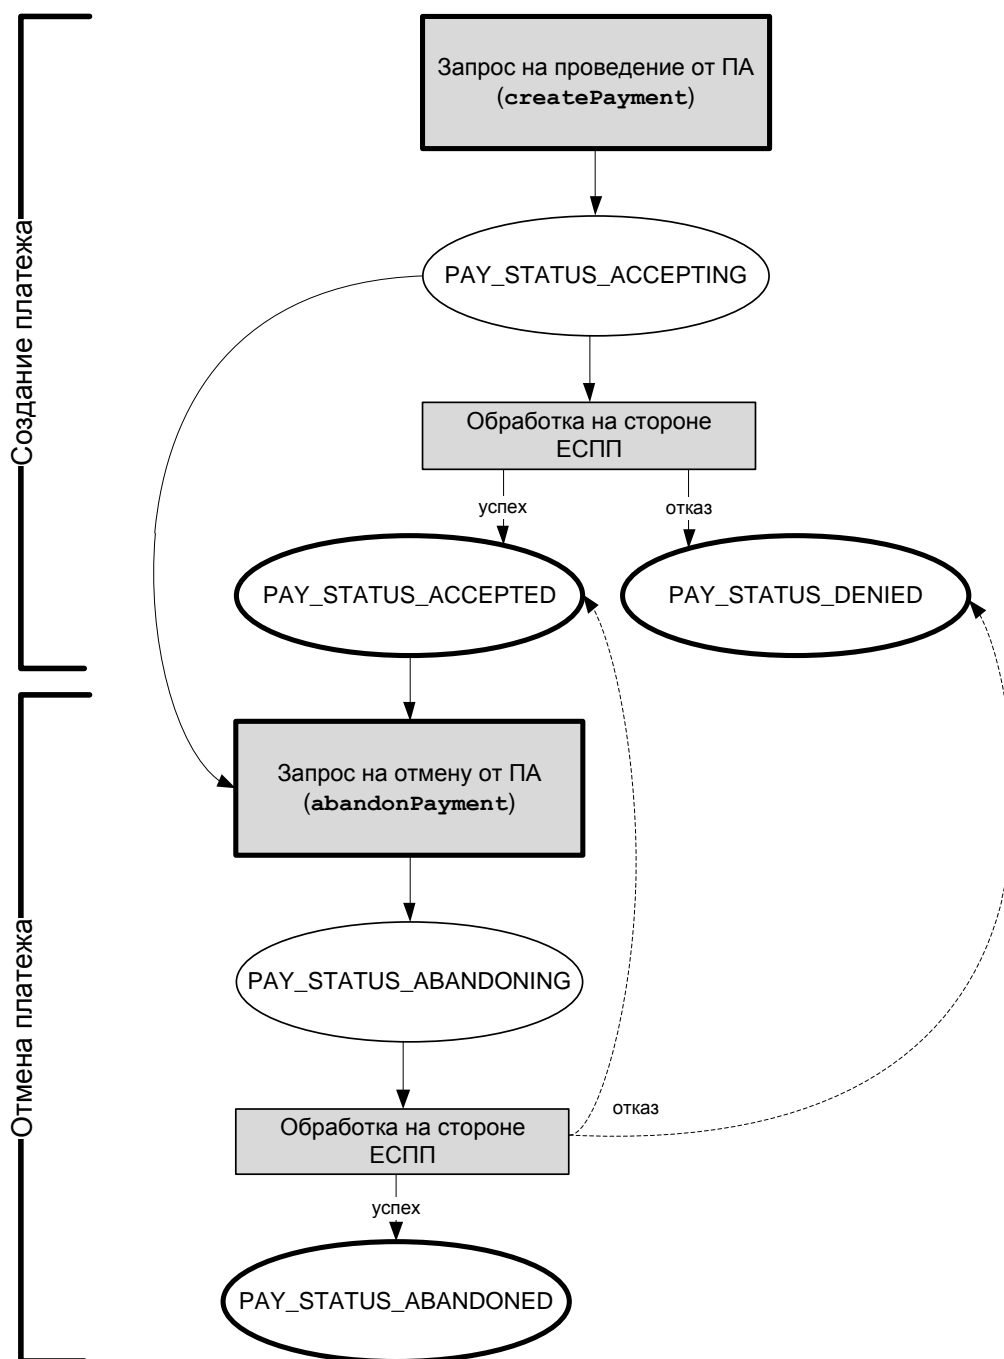 Создание платежа
Запрос на проведение от ПА
(createPayment)
PAY_STATUS_ACCEPTING
Обработка на стороне
ЕСПП
успех
отказ
PAY_STATUS_ACCEPTED
PAY_STATUS_DENIED
Отмена платежа
Запрос на отмену от ПА
(abandonPayment)
PAY_STATUS_ABANDONING
Обработка на стороне
ЕСПП
отказ
успех
PAY_STATUS_ABANDONED